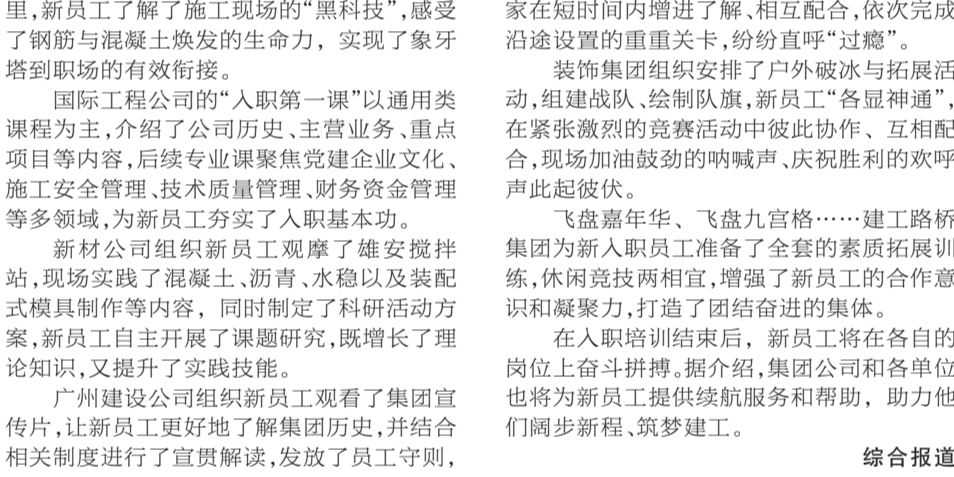 里,新员工了解了施工现场的“黑科技”,感受
了钢筋与混凝土焕发的生命力，实现了象牙
塔到职场的有效衔接。
国际工程公司的“入职第一课”以通用类
课程为主,介绍了公司历史、主营业务、重点
项目等内容,后续专业课聚焦党建企业文化、
施工安全管理、技术质量管理、财务资金管理
等多领域,为新员工夯实了入职基本功。
新材公司组织新员工观摩了雄安搅拌
站,现场实践了混凝土、沥青、水稳以及装配
式模具制作等内容，同时制定了科研活动方
案,新员工自主开展了课题研究,既增长了理
论知识,又提升了实践技能。
广州建设公司组织新员工观看了集团宣
传片,让新员工更好地了解集团历史,并结合
相关制度进行了宣贯解读,发放了员工守则,
家在短时间内增进了解、相互配合,依次完成
沿途设置的重重关卡,纷纷直呼“过瘾”。
装饰集团组织安排了户外破冰与拓展活
动,组建战队、绘制队旗,新员工“各显神通”,
在紧张激烈的竞赛活动中彼此协作、互相配
合,现场加油鼓劲的呐喊声、庆祝胜利的欢呼
声此起彼伏。
飞盘嘉年华、飞盘九宫格……建工路桥
集团为新入职员工准备了全套的素质拓展训
练,休闲竞技两相宜,增强了新员工的合作意
识和凝聚力,打造了团结奋进的集体。
在入职培训结束后，新员工将在各自的
岗位上奋斗拼搏。据介绍,集团公司和各单位
也将为新员工提供续航服务和帮助，助力他
们阔步新程、筑梦建工。
综合报道